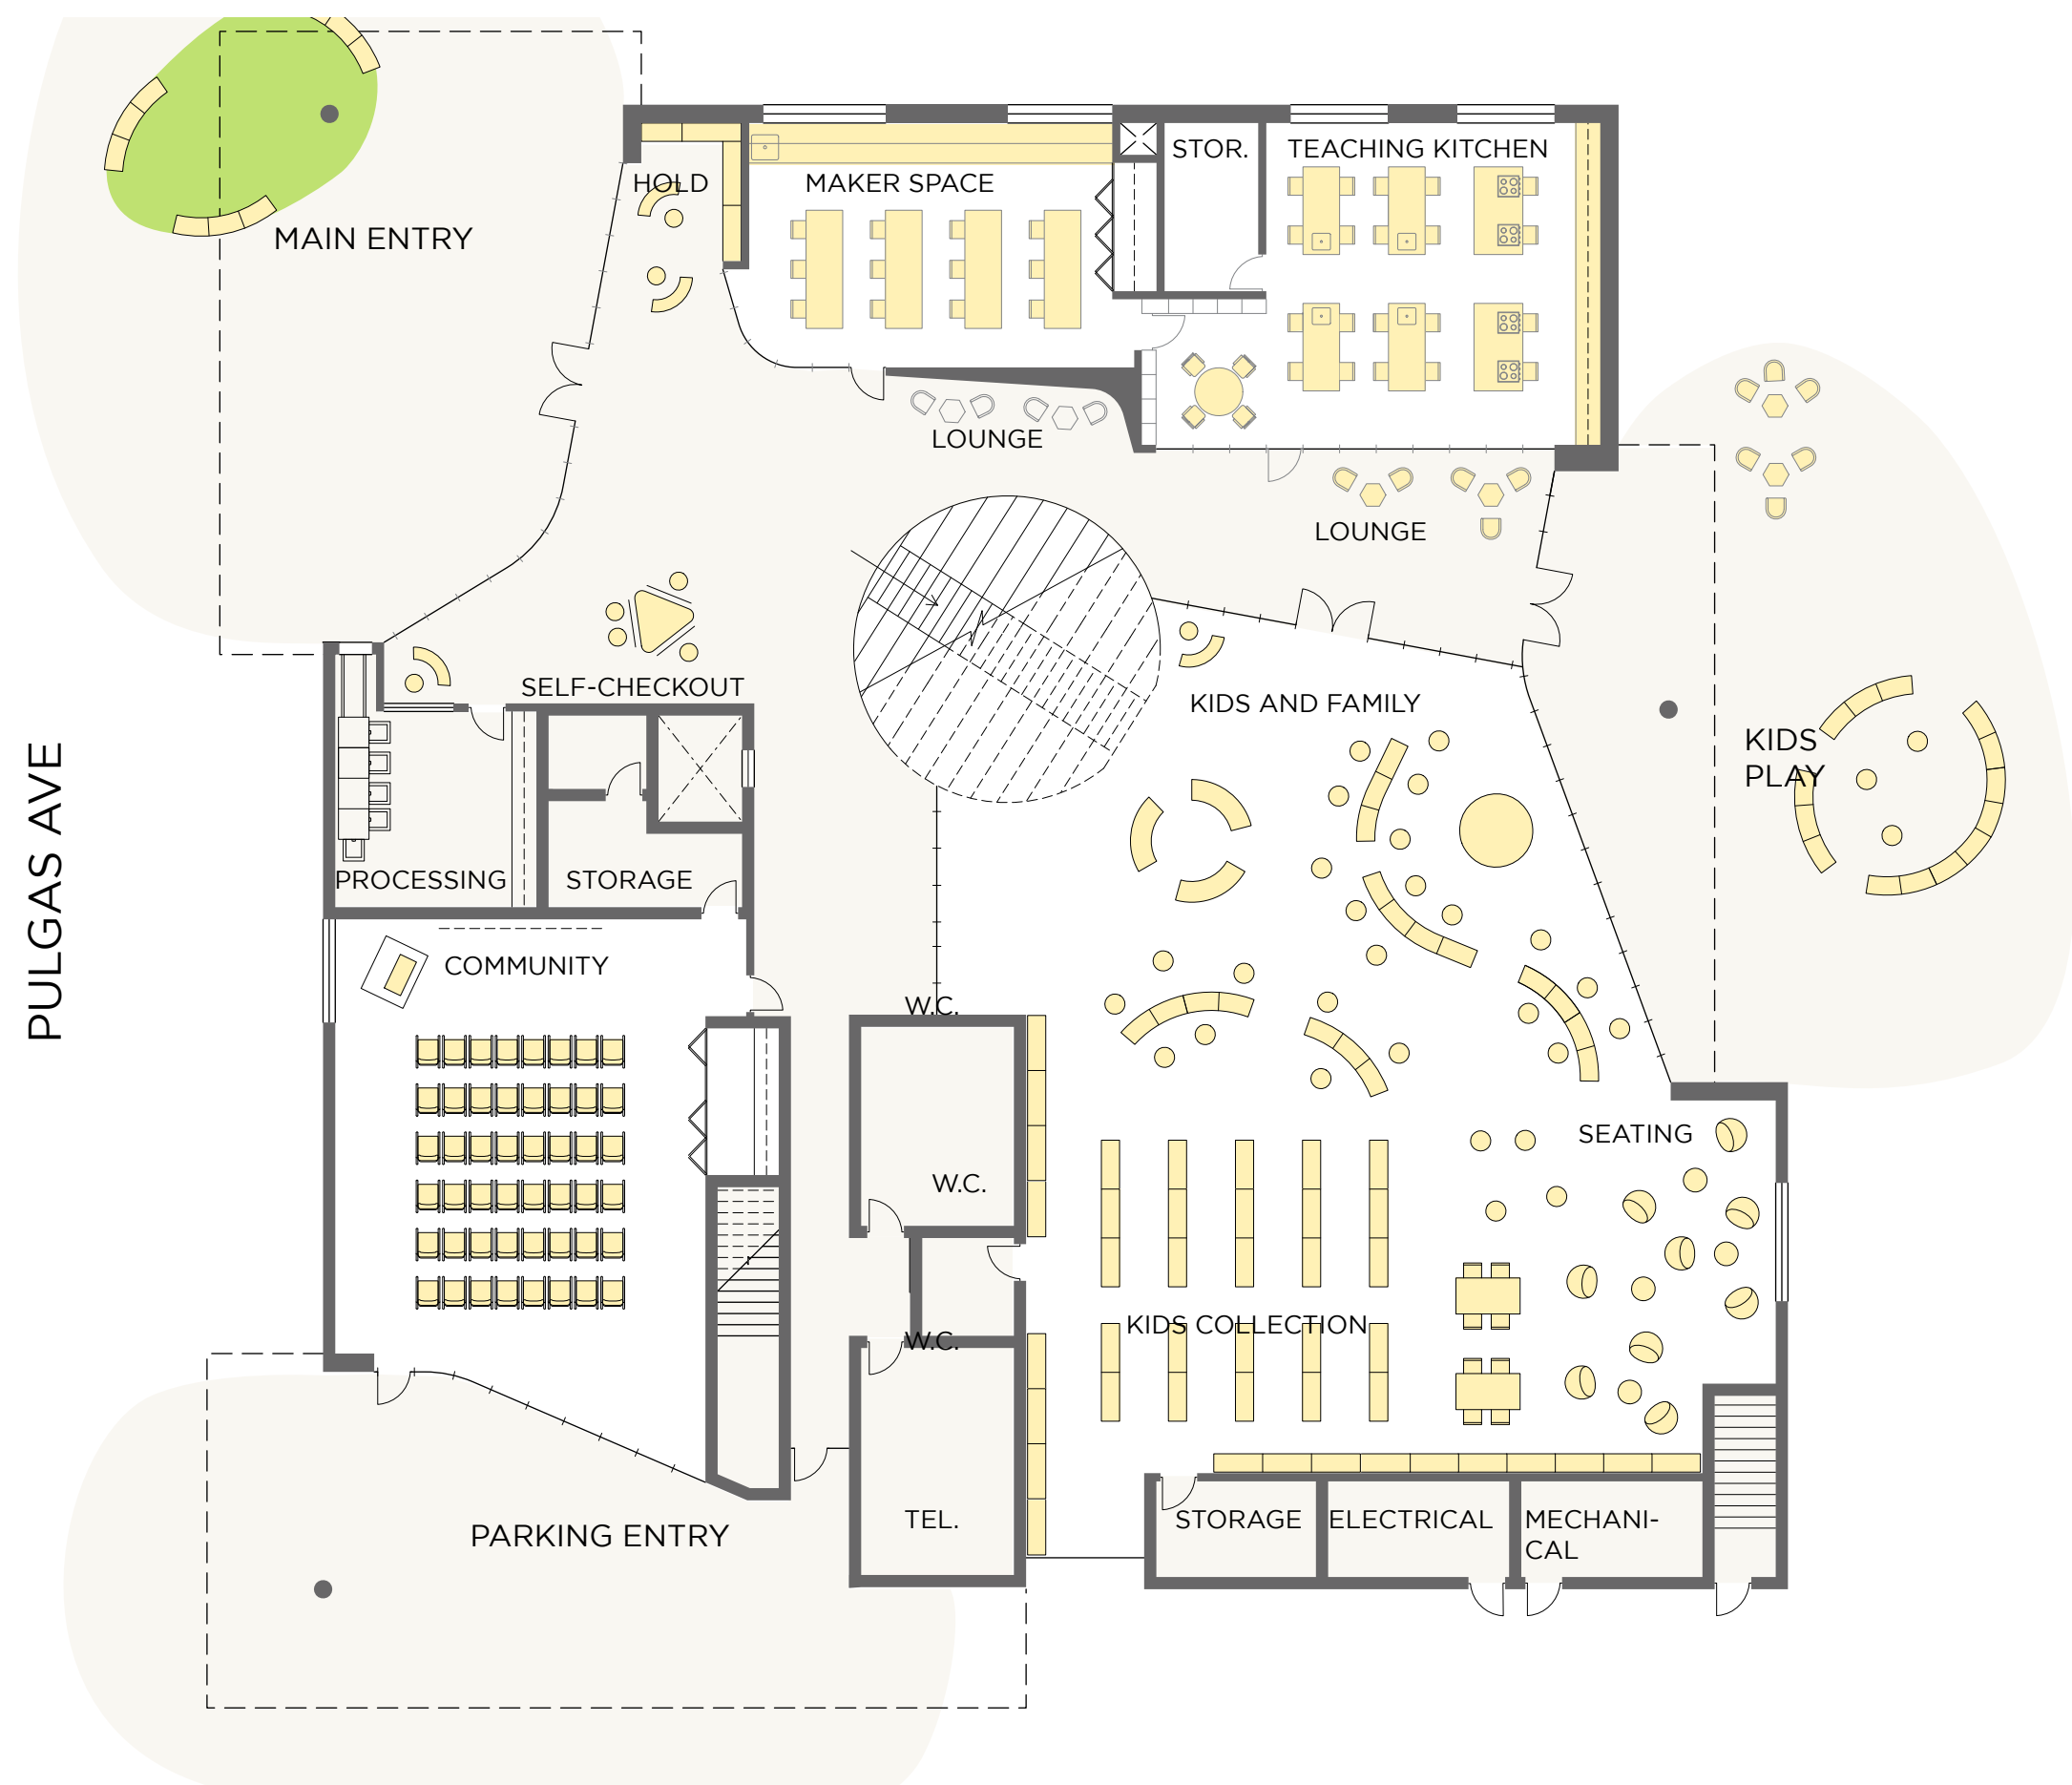 STOR.
TEACHING KITCHEN
HOLD
MAKER SPACE
MAIN ENTRY
LOUNGE
LOUNGE
SELF-CHECKOUT
KIDS AND FAMILY
KIDS
PLAY
PULGAS AVE
PROCESSING
STORAGE
COMMUNITY
W.C.
SEATING
W.C.
KIDS COLLECTION
W.C.
TEL.
STORAGE
ELECTRICAL
MECHANI-
CAL
PARKING ENTRY